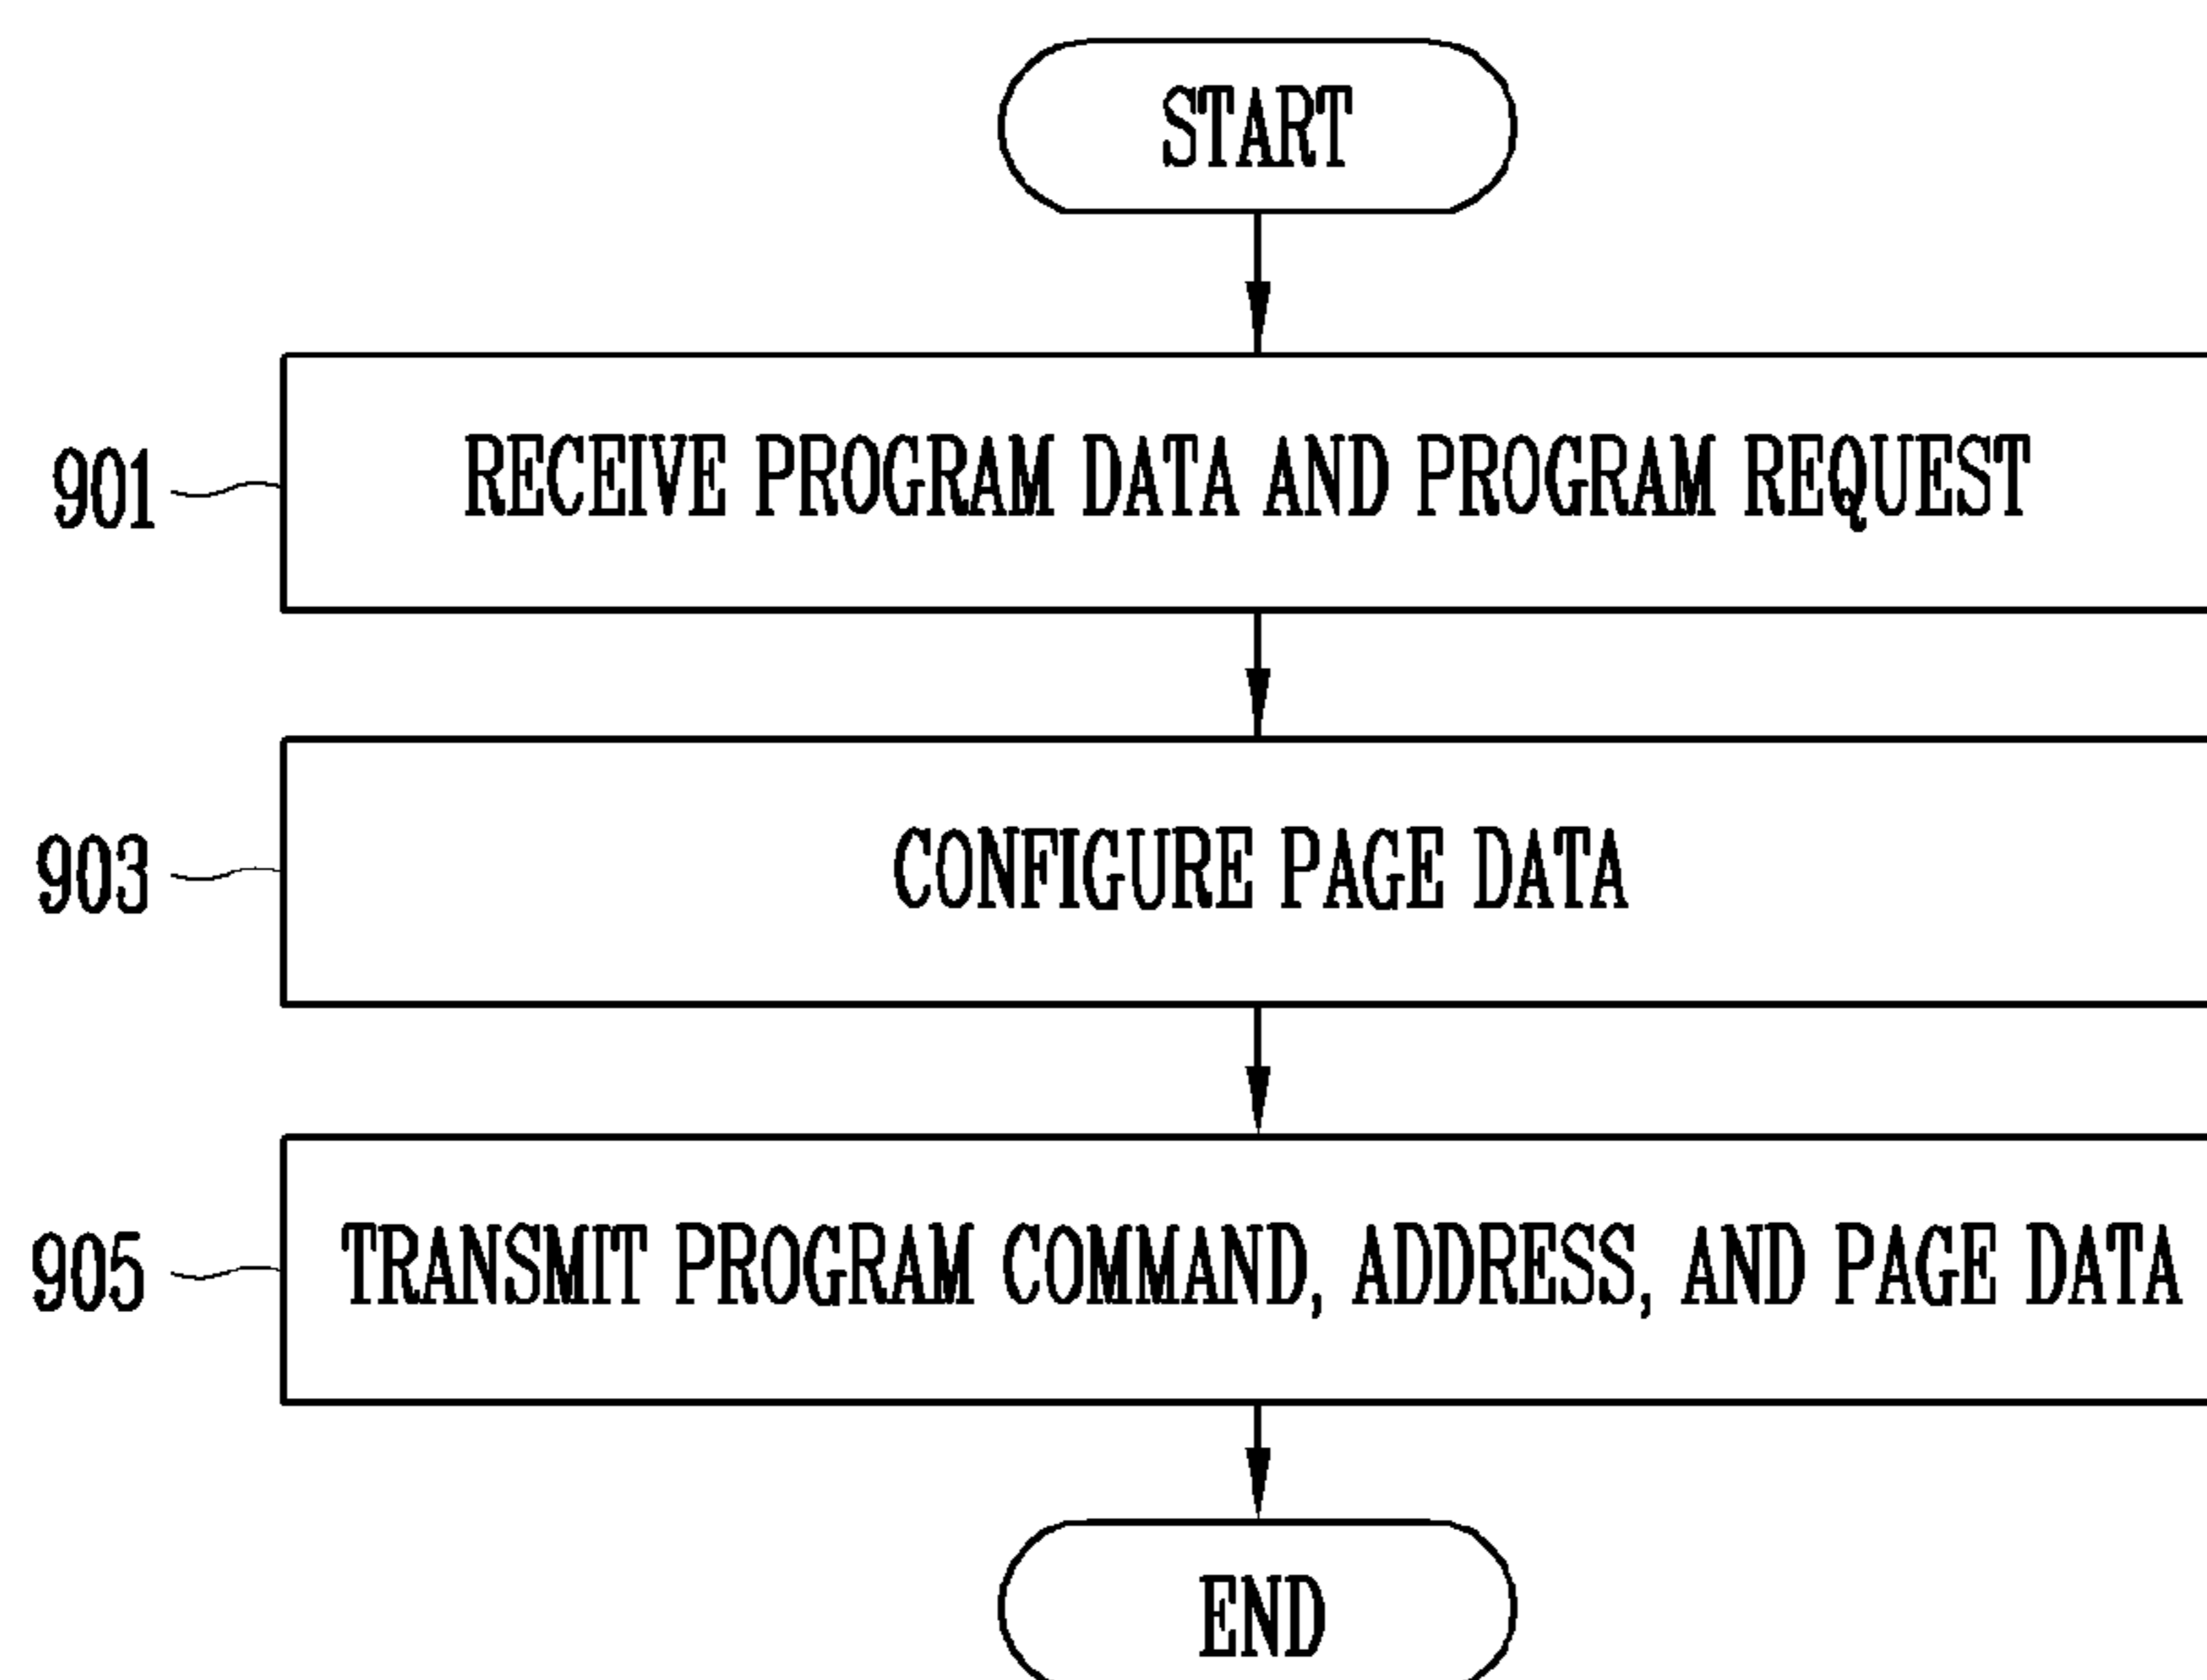 START
901 RECEIVE PROGRAM DATA AND PROGRAM REQUEST
903 CONFIGURE PAGE DATA
905 TRANSMIT PROGRAM COMMAND, ADDRESS, AND PAGE DATA
END